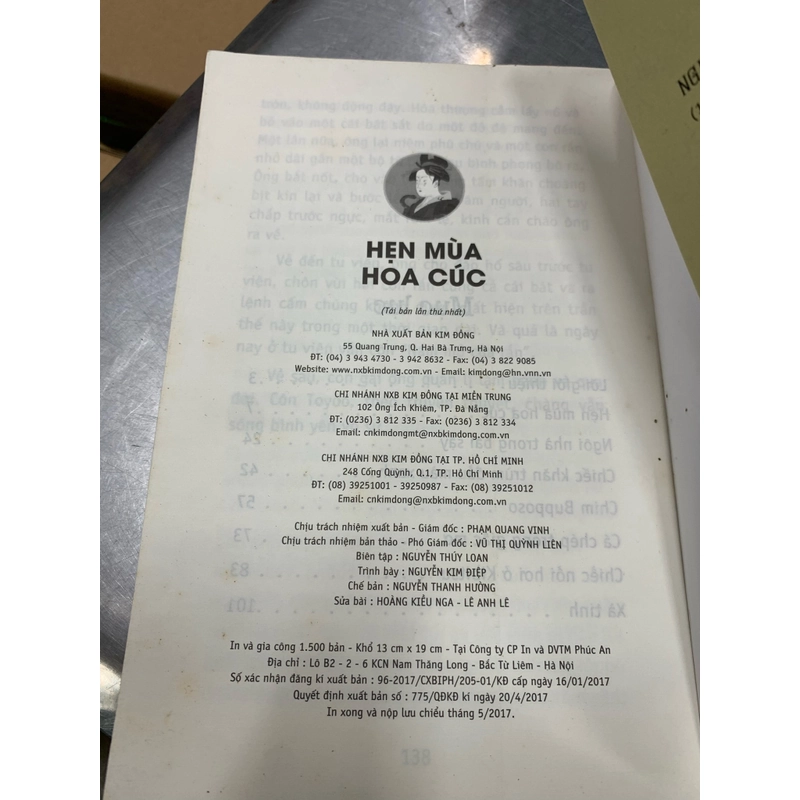 HẸN MÙA
HOA CÚC
(Tái bản lần thứ nhất)
NHÀ XUẤT BẢN KIM ĐỒNG
55 Quang Trung, Q. Hai Bà Trưng, Hà Nội
ĐT: (04) 3 943 4730 - 3 942 8632 - Fax: (04) 3 822 9085
Website: www.nxbkimdong.com.vn - Email: kimdong@hn.vnn.vn
CHI NHÁNH NXB KIM ĐỒNG TẠI MIỀN TRUNG
102 Ông Ích Khiêm, TP. Đà Nẵng
ĐT: (0236) 3 812 335 - Fax: (0236) 3 812 334
Email: cnkimdongmt@nxbkimdong.com.vn
CHI NHÁNH NXB KIM ĐỒNG TẠI TP. HỒ CHÍ MINH
248 Cống Quỳnh, Q.1, TP. Hồ Chí Minh
ĐT: (08) 39251001 - 39250987 - Fax: (08) 39251012
Email: cnkimdong@nxbkimdong.com.vn
Chịu trách nhiệm xuất bản - Giám đốc : PHẠM QUANG VINH
Chịu trách nhiệm bản thảo - Phó Giám đốc : VŨ THỊ QUỲNH LIÊN
Biên tập : NGUYỄN THÚY LOAN
Trình bày : NGUYỄN KIM ĐIỆP
Chế bản : NGUYỄN THANH HƯỜNG
Sửa bài : HOÀNG KIỀU NGA - LÊ ANH LÊ
In và gia công 1.500 bản - Khổ 13 cm x 19 cm - Tại Công ty CP In và DVTM Phúc An
Địa chỉ : Lô B2 - 2 - 6 KCN Nam Thăng Long - Bắc Từ Liêm - Hà Nội
Số xác nhận đăng kí xuất bản : 96-2017/CXBIPH/205-01/KĐ cấp ngày 16/01/2017
Quyết định xuất bản số : 775/QĐKĐ kí ngày 20/4/2017
In xong và nộp lưu chiểu tháng 5/2017.
138